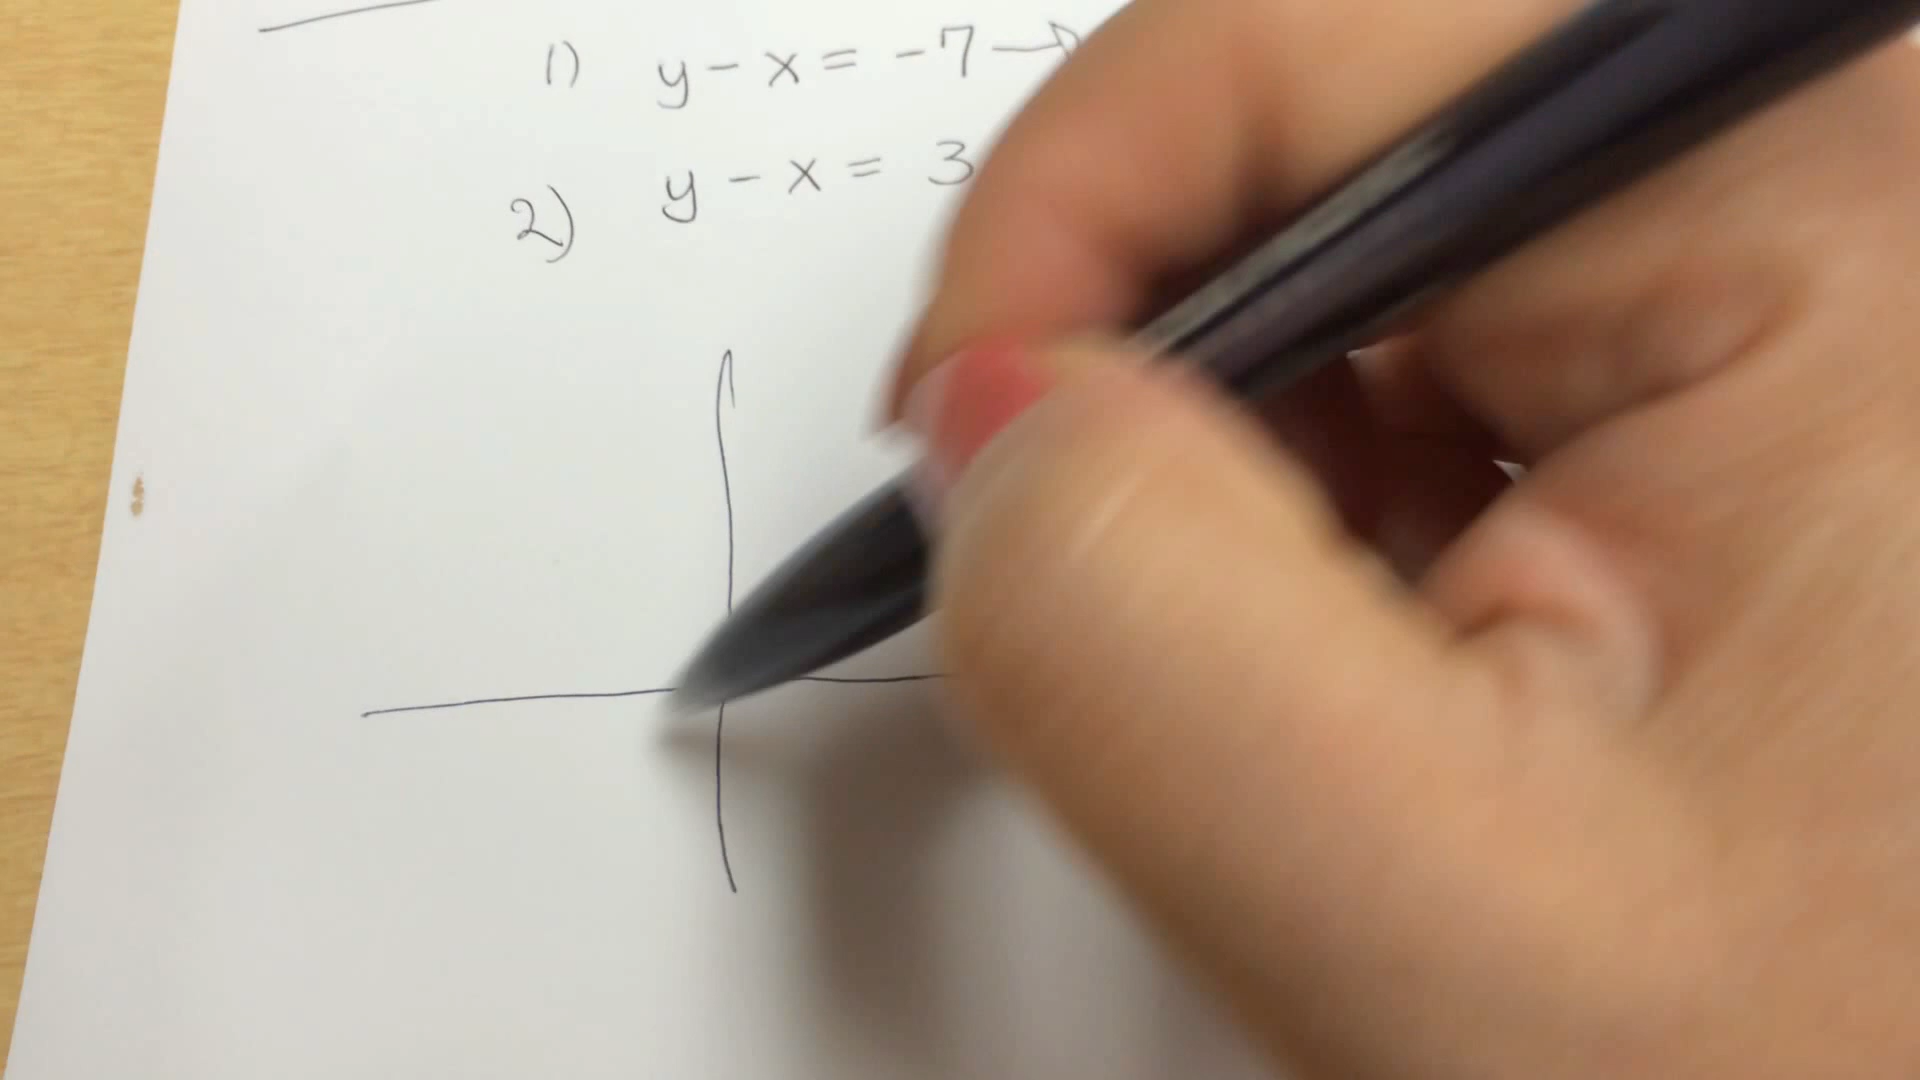 1) y - x = -7 →
2) y - x = 3